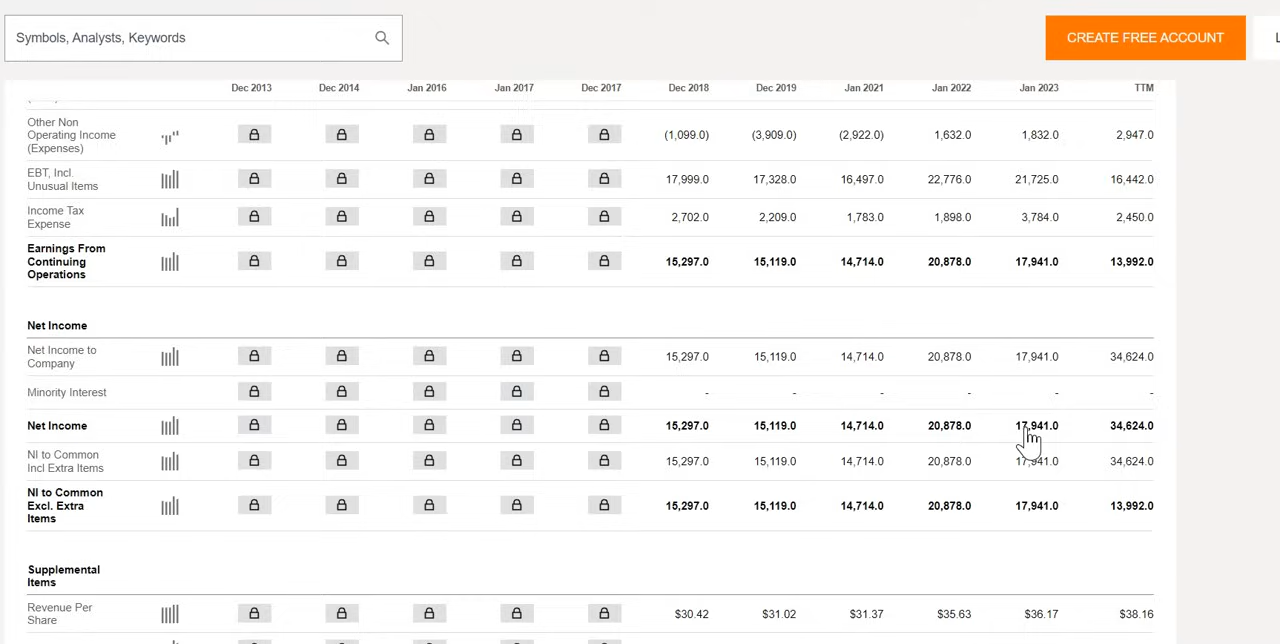 Symbols, Analysts, Keywords
CREATE FREE ACCOUNT
L
Dec 2013 Dec 2014 Jan 2016 Jan 2017 Dec 2017 Dec 2018 Dec 2019 Jan 2021 Jan 2022 Jan 2023 TTM
Other Non
Operating Income (1,099.0) (3,909.0) (2,922.0) 1,632.0 1,832.0 2,947.0
(Expenses)
EBT, Incl.
Unusual Items 17,999.0 17,328.0 16,497.0 22,776.0 21,725.0 16,442.0
Income Tax
Expense 2,702.0 2,209.0 1,783.0 1,898.0 3,784.0 2,450.0
Earnings From
Continuing 15,297.0 15,119.0 14,714.0 20,878.0 17,941.0 13,992.0
Operations
Net Income
Net Income to
Company 15,297.0 15,119.0 14,714.0 20,878.0 17,941.0 34,624.0
Minority Interest - - - - - -
Net Income 15,297.0 15,119.0 14,714.0 20,878.0 17,941.0 34,624.0
NI to Common
Incl Extra Items 15,297.0 15,119.0 14,714.0 20,878.0 17,941.0 34,624.0
NI to Common
Excl. Extra 15,297.0 15,119.0 14,714.0 20,878.0 17,941.0 13,992.0
Items
Supplemental
Items
Revenue Per
Share $30.42 $31.02 $31.37 $35.63 $36.17 $38.16